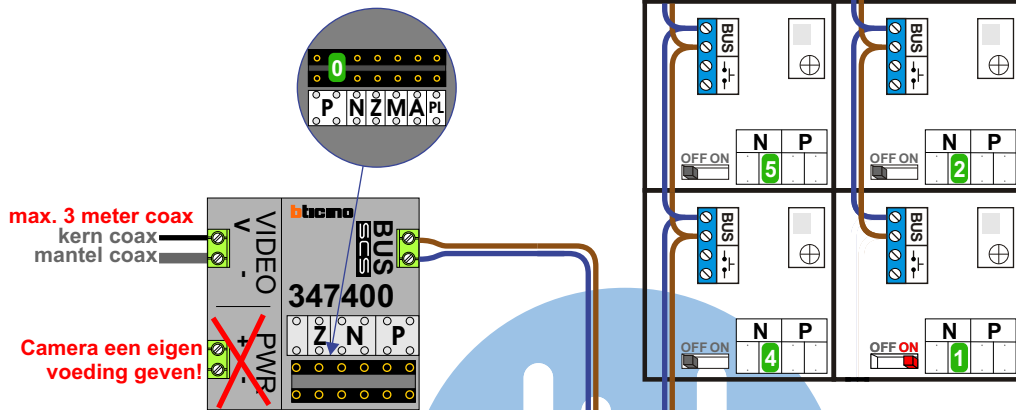 0
P N Z M A PL
max. 3 meter coax
kern coax
mantel coax
V -
VIDEO
bticino
SCS
BUS
347400
Z N P
Camera een eigen
voeding geven!
+ -
PWR
BUS
N P
OFF ON
5
BUS
N P
OFF ON
2
BUS
N P
OFF ON
4
BUS
N P
OFF ON
1